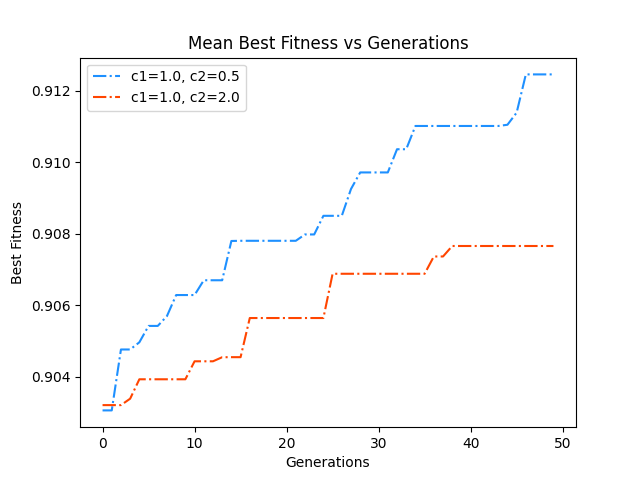 Mean Best Fitness vs Generations
c1=1.0, c2=0.5
c1=1.0, c2=2.0
0.912
0.910
0.908
0.906
0.904
Best Fitness
0
10
20
30
40
50
Generations